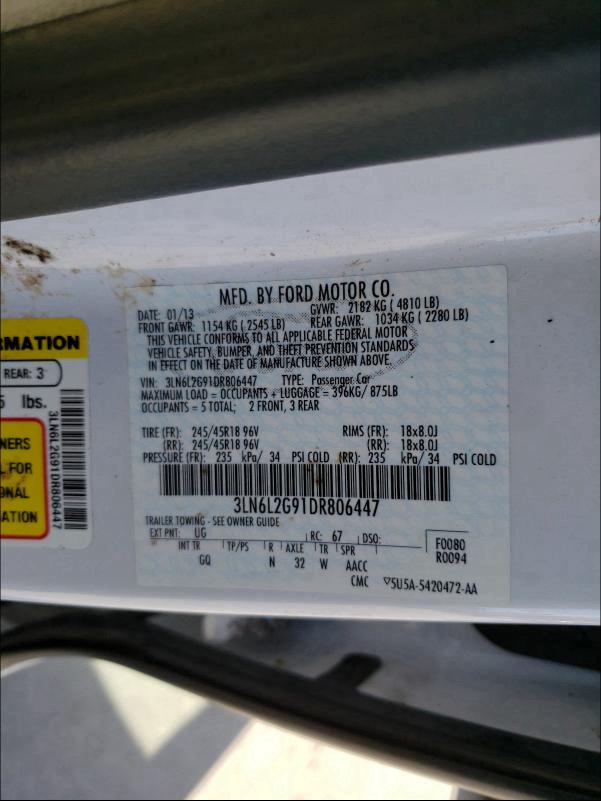 MFD. BY FORD MOTOR CO.
DATE: 01/13 GVWR: 2182 KG ( 4810 LB)
FRONT GAWR: 1154 KG ( 2545 LB) REAR GAWR: 1034 KG ( 2280 LB)
THIS VEHICLE CONFORMS TO ALL APPLICABLE FEDERAL MOTOR
VEHICLE SAFETY, BUMPER, AND THEFT PREVENTION STANDARDS
IN EFFECT ON THE DATE OF MANUFACTURE SHOWN ABOVE.
VIN: 3LN6L2G91DR806447 TYPE: Passenger Car
MAXIMUM LOAD = OCCUPANTS + LUGGAGE = 396KG/ 875LB
OCCUPANTS = 5 TOTAL; 2 FRONT, 3 REAR
TIRE (FR): 245/45R18 96V RIMS (FR): 18x8.0J
(RR): 245/45R18 96V (RR): 18x8.0J
PRESSURE (FR): 235 kPa/ 34 PSI COLD (RR): 235 kPa/ 34 PSI COLD
3LN6L2G91DR806447
TRAILER TOWING - SEE OWNER GUIDE
EXT PNT: UG RC: 67 DSO: F0080
INT TR TP/PS R AXLE TR SPR R0094
GQ N 32 W AACC
CMC ▽5U5A-5420472-AA
RMATION
REAR: 3
5 lbs.
NERS
FOR
ONAL
ATION
3LN6L2G91DR806447